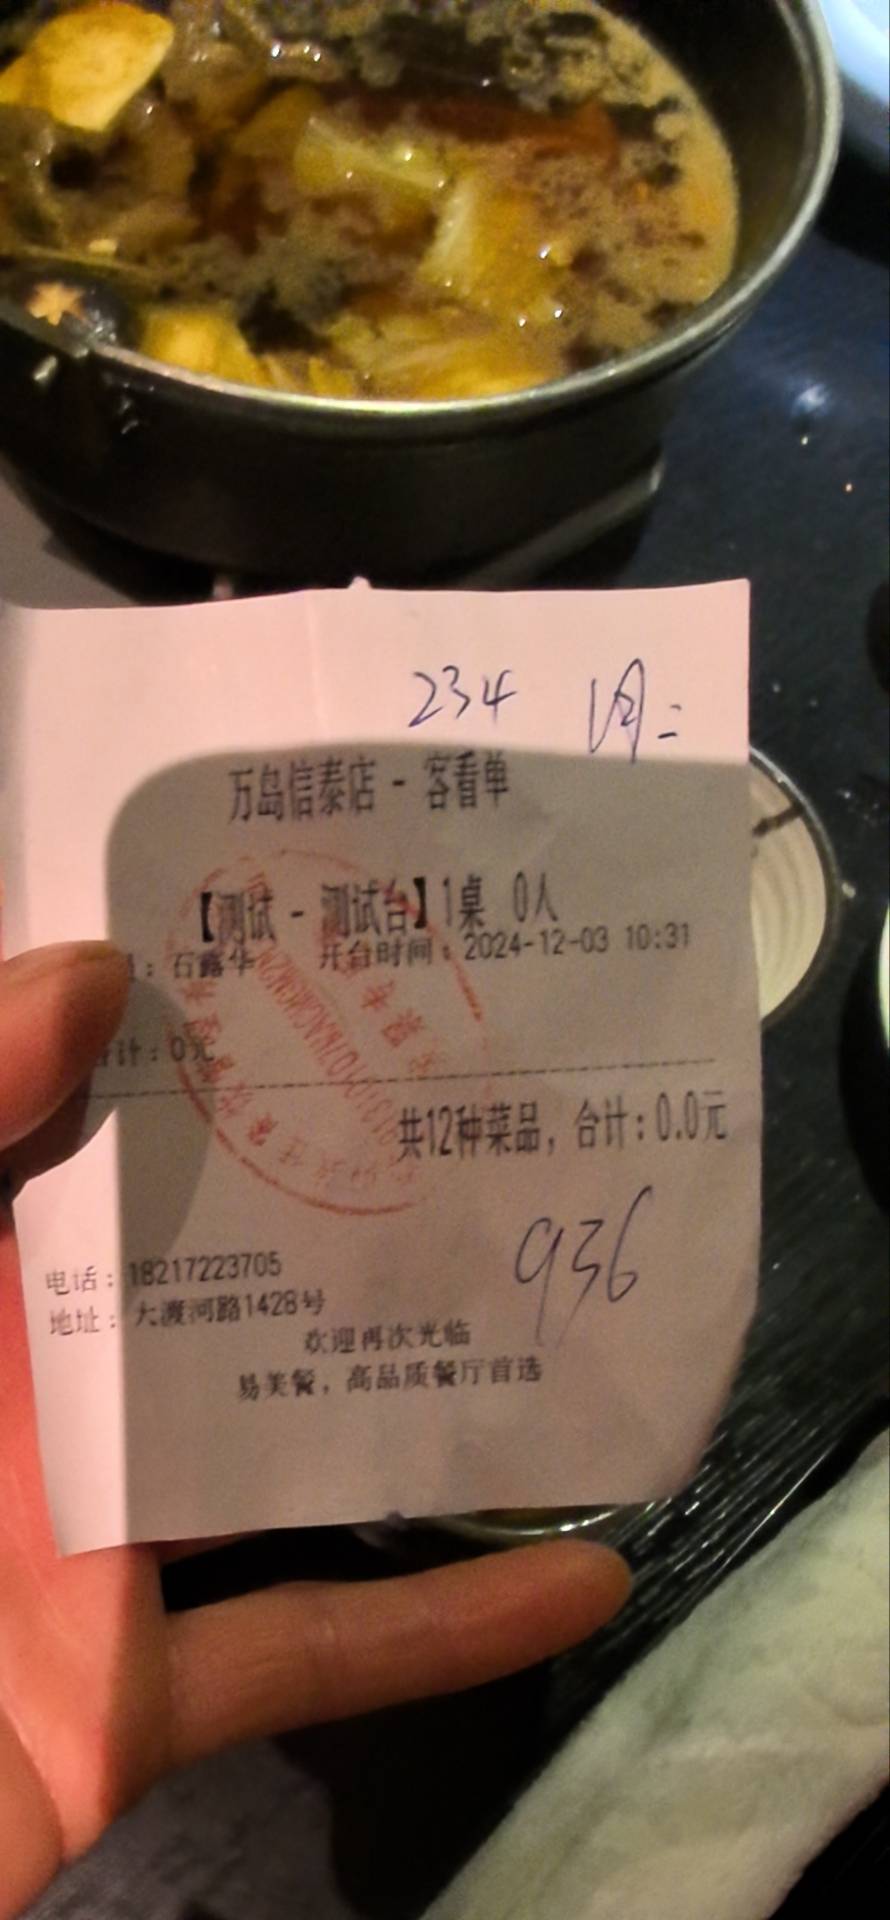 234 周二
万岛信泰店 - 客看单
【测试 - 测试台】1桌 0人
：石露华 开台时间：2024-12-03 10:31
计：0元
共12种菜品，合计：0.0元
936
电话：18217223705
地址：大渡河路1428号
欢迎再次光临
易美餐，高品质餐厅首选